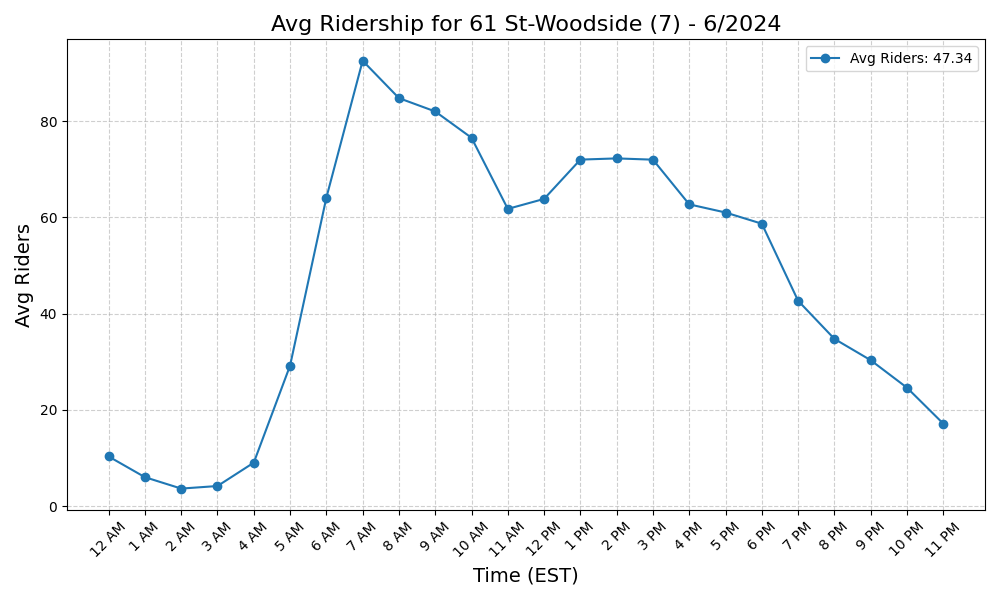 Avg Ridership for 61 St-Woodside (7) - 6/2024
Avg Riders: 47.34
Avg Riders
80
60
40
20
0
12 AM
1 AM
2 AM
3 AM
4 AM
5 AM
6 AM
7 AM
8 AM
9 AM
10 AM
11 AM
12 PM
1 PM
2 PM
3 PM
4 PM
5 PM
6 PM
7 PM
8 PM
9 PM
10 PM
11 PM
Time (EST)